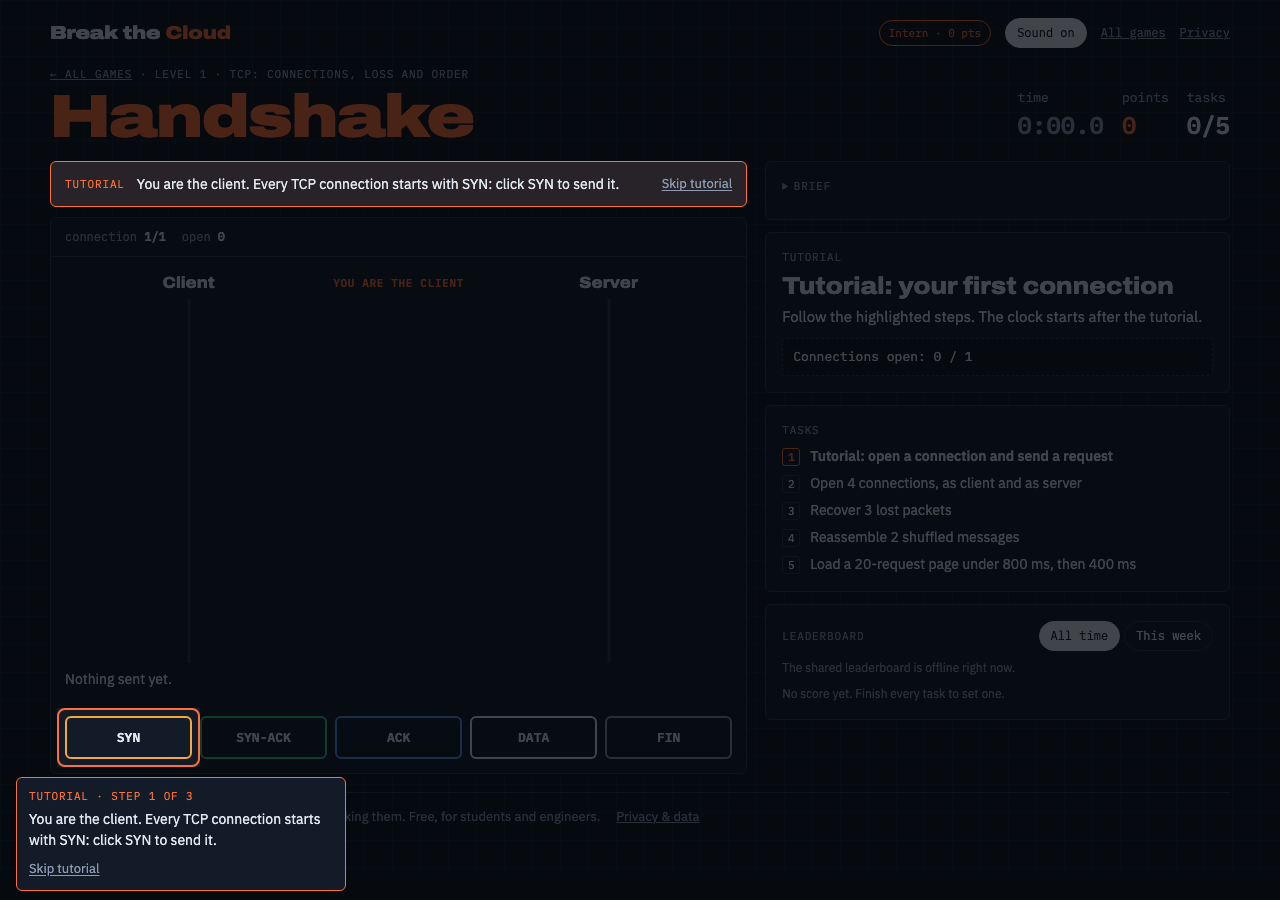 Break the Cloud
Intern · 0 pts
Sound on
All games
Privacy
← ALL GAMES · LEVEL 1 · TCP: CONNECTIONS, LOSS AND ORDER
Handshake
time
points
tasks
0:00.0
0
0/5
TUTORIAL You are the client. Every TCP connection starts with SYN: click SYN to send it. Skip tutorial
connection 1/1 open 0
Client
YOU ARE THE CLIENT
Server
Nothing sent yet.
SYN
SYN-ACK
ACK
DATA
FIN
TUTORIAL · STEP 1 OF 3
You are the client. Every TCP connection starts
with SYN: click SYN to send it.
Skip tutorial
them. Free, for students and engineers. Privacy & data
▶ BRIEF
TUTORIAL
Tutorial: your first connection
Follow the highlighted steps. The clock starts after the tutorial.
Connections open: 0 / 1
TASKS
1 Tutorial: open a connection and send a request
2 Open 4 connections, as client and as server
3 Recover 3 lost packets
4 Reassemble 2 shuffled messages
5 Load a 20-request page under 800 ms, then 400 ms
LEADERBOARD
All time
This week
The shared leaderboard is offline right now.
No score yet. Finish every task to set one.